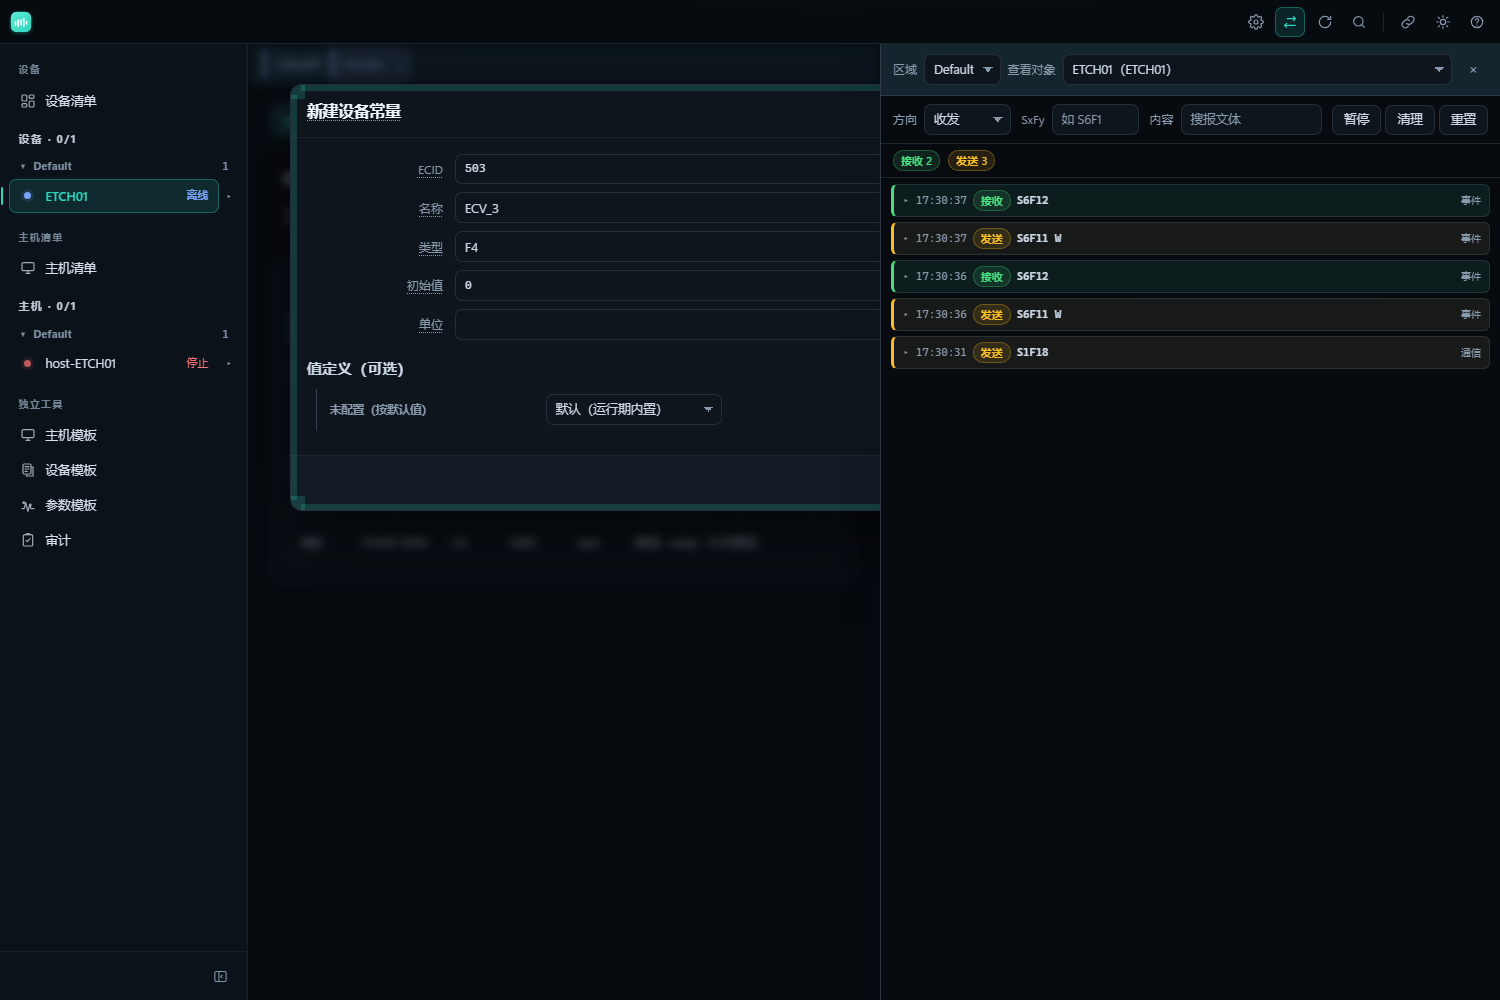 设备
设备清单
设备 · 0/1
Default 1
ETCH01 离线
主机清单
主机清单
主机 · 0/1
Default 1
host-ETCH01 停止
独立工具
主机模板
设备模板
参数模板
审计
新建设备常量
ECID 503
名称 ECV_3
类型 F4
初始值 0
单位
值定义（可选）
未配置（按默认值） 默认（运行期内置）
区域 Default 查看对象 ETCH01（ETCH01） ×
方向 收发 SxFy 如 S6F1 内容 搜报文体 暂停 清理 重置
接收 2 发送 3
17:30:37 接收 S6F12 事件
17:30:37 发送 S6F11 W 事件
17:30:36 接收 S6F12 事件
17:30:36 发送 S6F11 W 事件
17:30:31 发送 S1F18 通信